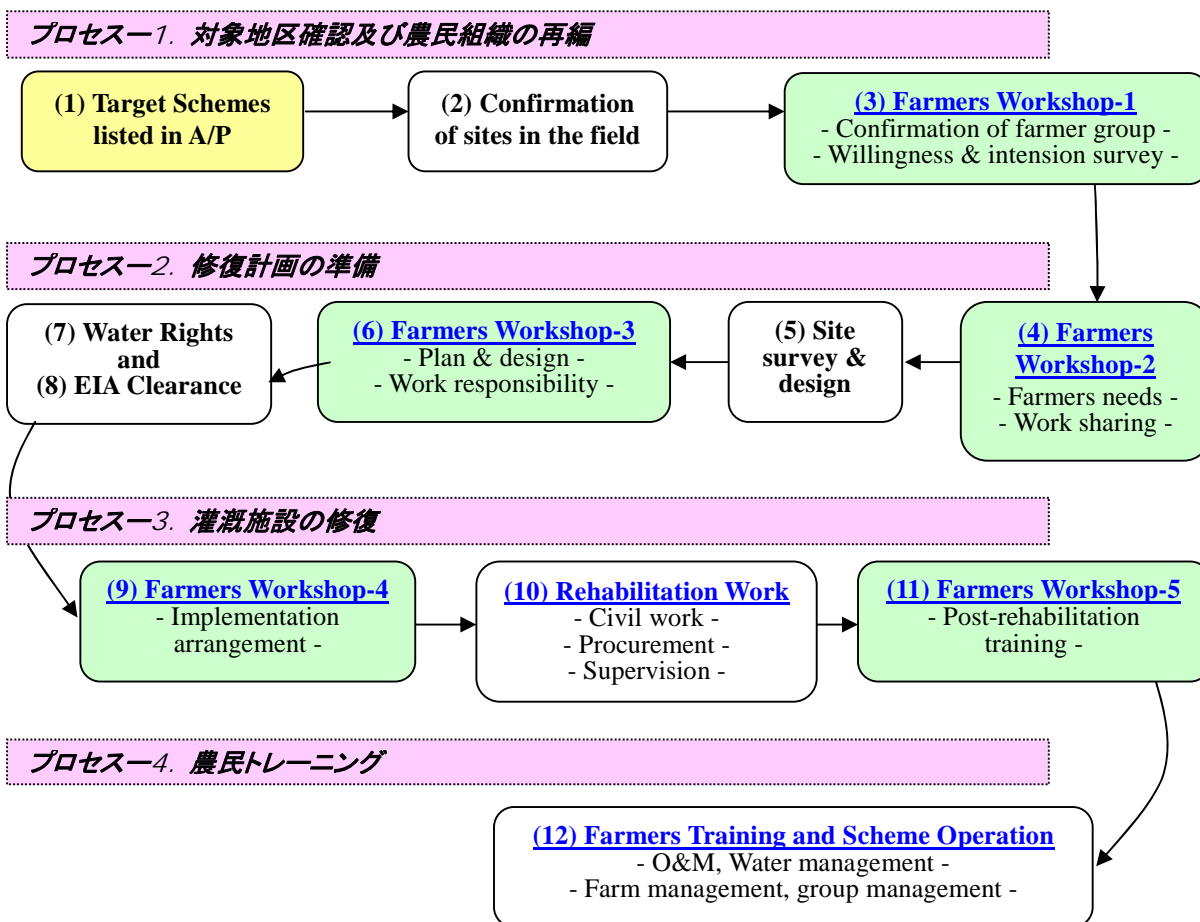 プロセスー1. 対象地区確認及び農民組織の再編
(1) Target Schemes
listed in A/P
(2) Confirmation
of sites in the field
(3) Farmers Workshop-1
- Confirmation of farmer group -
- Willingness & intension survey -
プロセスー2. 修復計画の準備
(4) Farmers
Workshop-2
- Farmers needs -
- Work sharing -
(5) Site
survey &
design
(6) Farmers Workshop-3
- Plan & design -
- Work responsibility -
(7) Water Rights
and
(8) EIA Clearance
プロセスー3. 灌漑施設の修復
(9) Farmers Workshop-4
- Implementation
arrangement -
(10) Rehabilitation Work
- Civil work -
- Procurement -
- Supervision -
(11) Farmers Workshop-5
- Post-rehabilitation
training -
プロセスー4. 農民トレーニング
(12) Farmers Training and Scheme Operation
- O&M, Water management -
- Farm management, group management -